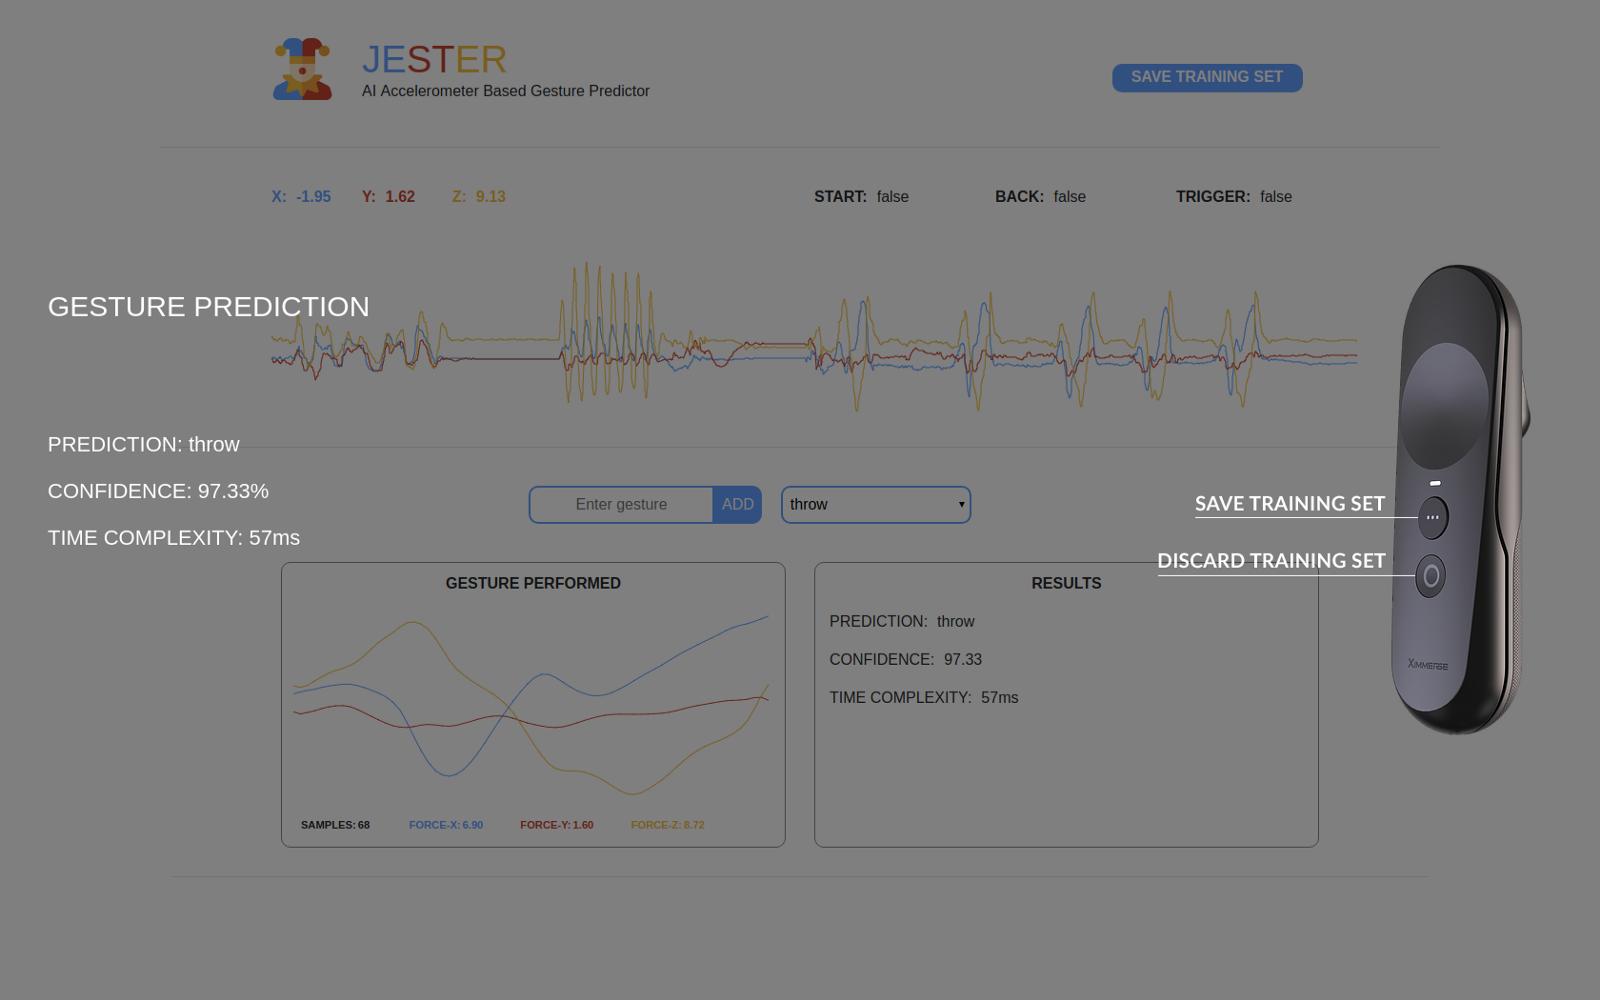 JESTER
AI Accelerometer Based Gesture Predictor
SAVE TRAINING SET
X: -1.95 Y: 1.62 Z: 9.13 START: false BACK: false TRIGGER: false
GESTURE PREDICTION
PREDICTION: throw
CONFIDENCE: 97.33%
TIME COMPLEXITY: 57ms
Enter gesture ADD throw
SAVE TRAINING SET
DISCARD TRAINING SET
GESTURE PERFORMED
SAMPLES: 68 FORCE-X: 6.90 FORCE-Y: 1.60 FORCE-Z: 8.72
RESULTS
PREDICTION: throw
CONFIDENCE: 97.33
TIME COMPLEXITY: 57ms
XIMMERSE